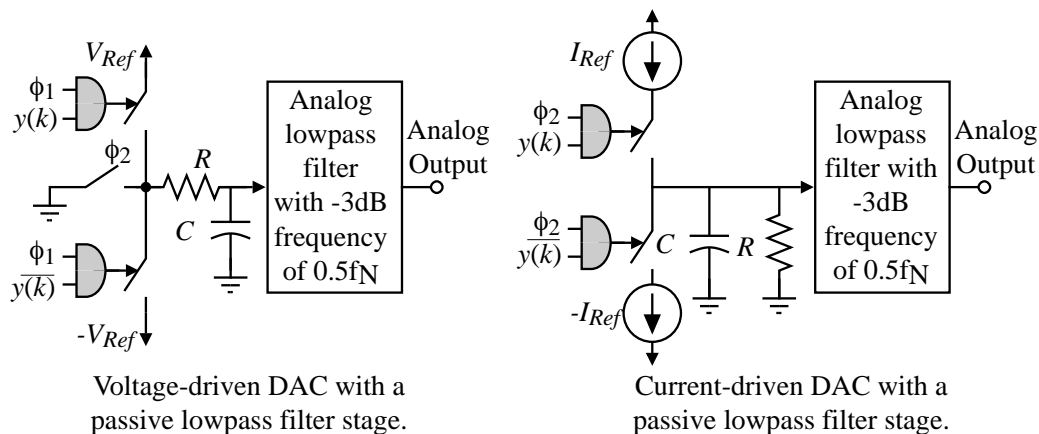 V_Ref
ϕ1
y(k)
ϕ2
R
C
ϕ1
y(k)
-V_Ref
Analog
lowpass
filter
with -3dB
frequency
of 0.5fN
Analog
Output
Voltage-driven DAC with a
passive lowpass filter stage.
I_Ref
ϕ2
y(k)
ϕ2
y(k)
C
R
-I_Ref
Analog
lowpass
filter with
-3dB
frequency
of 0.5fN
Analog
Output
Current-driven DAC with a
passive lowpass filter stage.